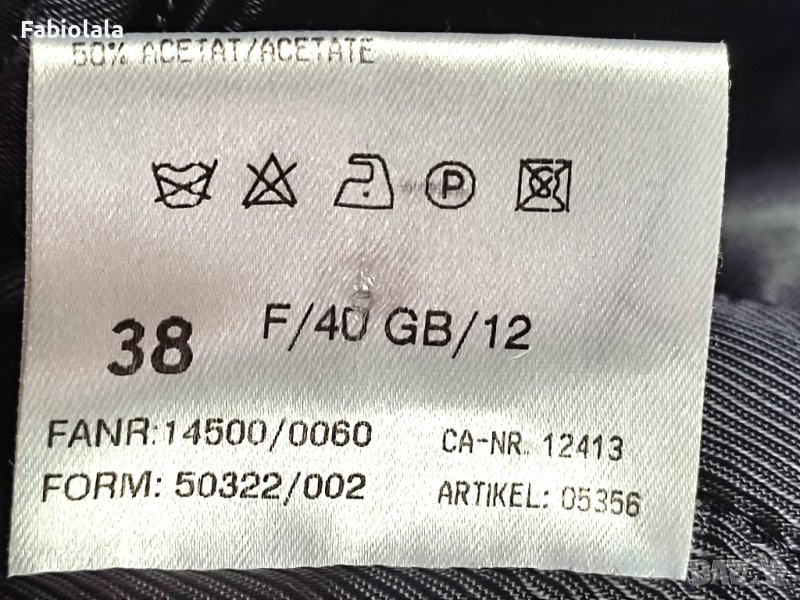 Fabiolala
50% ACETAT/ACETATE
P
38 F/40 GB/12
FANR: 14500/0060 CA-NR. 12413
FORM: 50322/002 ARTIKEL: 05356